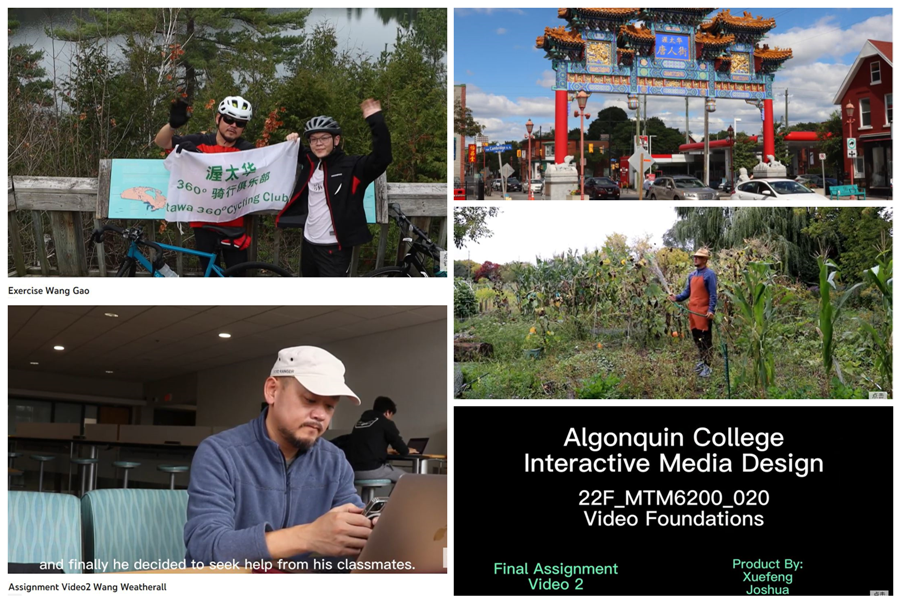 渥太华
360° 骑行俱乐部
tawa 360° Cycling Club
Exercise Wang Gao
and finally he decided to seek help from his classmates.
Assignment Video2 Wang Weatherall
唐人街
Algonquin College
Interactive Media Design
22F_MTM6200_020
Video Foundations
Final Assignment
Video 2
Product By:
Xuefeng
Joshua